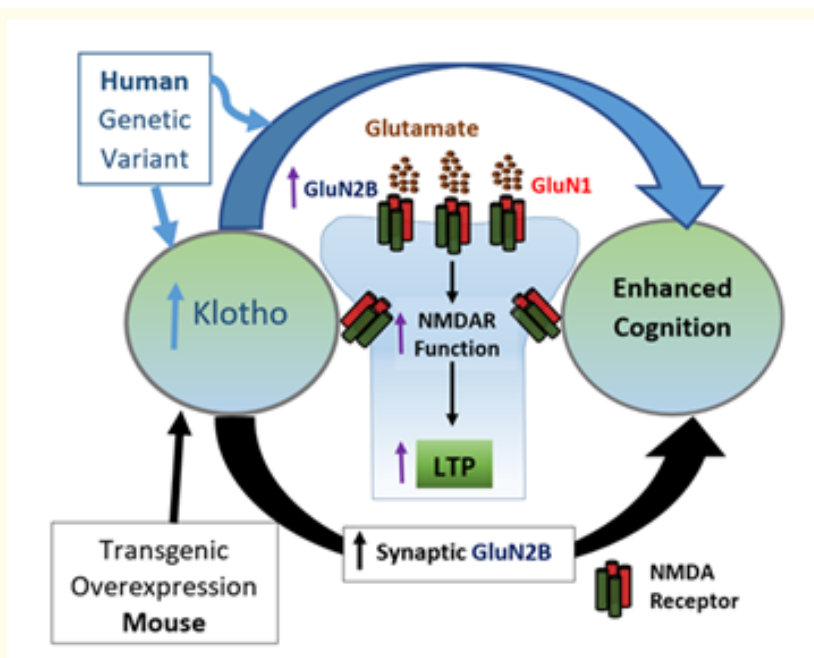 Human
Genetic
Variant
Glutamate
GluN2B
GluN1
Klotho
NMDAR
Function
Enhanced
Cognition
LTP
Transgenic
Overexpression
Mouse
Synaptic GluN2B
NMDA
Receptor